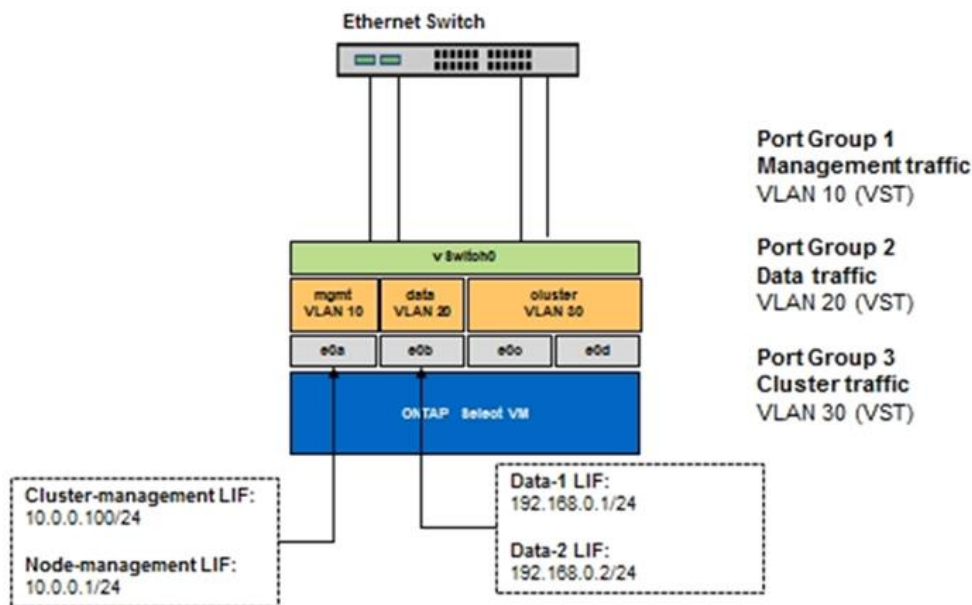 Ethernet Switch
Port Group 1
Management traffic
VLAN 10 (VST)
Port Group 2
Data traffic
VLAN 20 (VST)
Port Group 3
Cluster traffic
VLAN 30 (VST)
vSwitch0
mgmt
VLAN 10
data
VLAN 20
cluster
VLAN 30
e0a
e0b
e0c
e0d
ONTAP Select VM
Cluster-management LIF:
10.0.0.100/24
Node-management LIF:
10.0.0.1/24
Data-1 LIF:
192.168.0.1/24
Data-2 LIF:
192.168.0.2/24